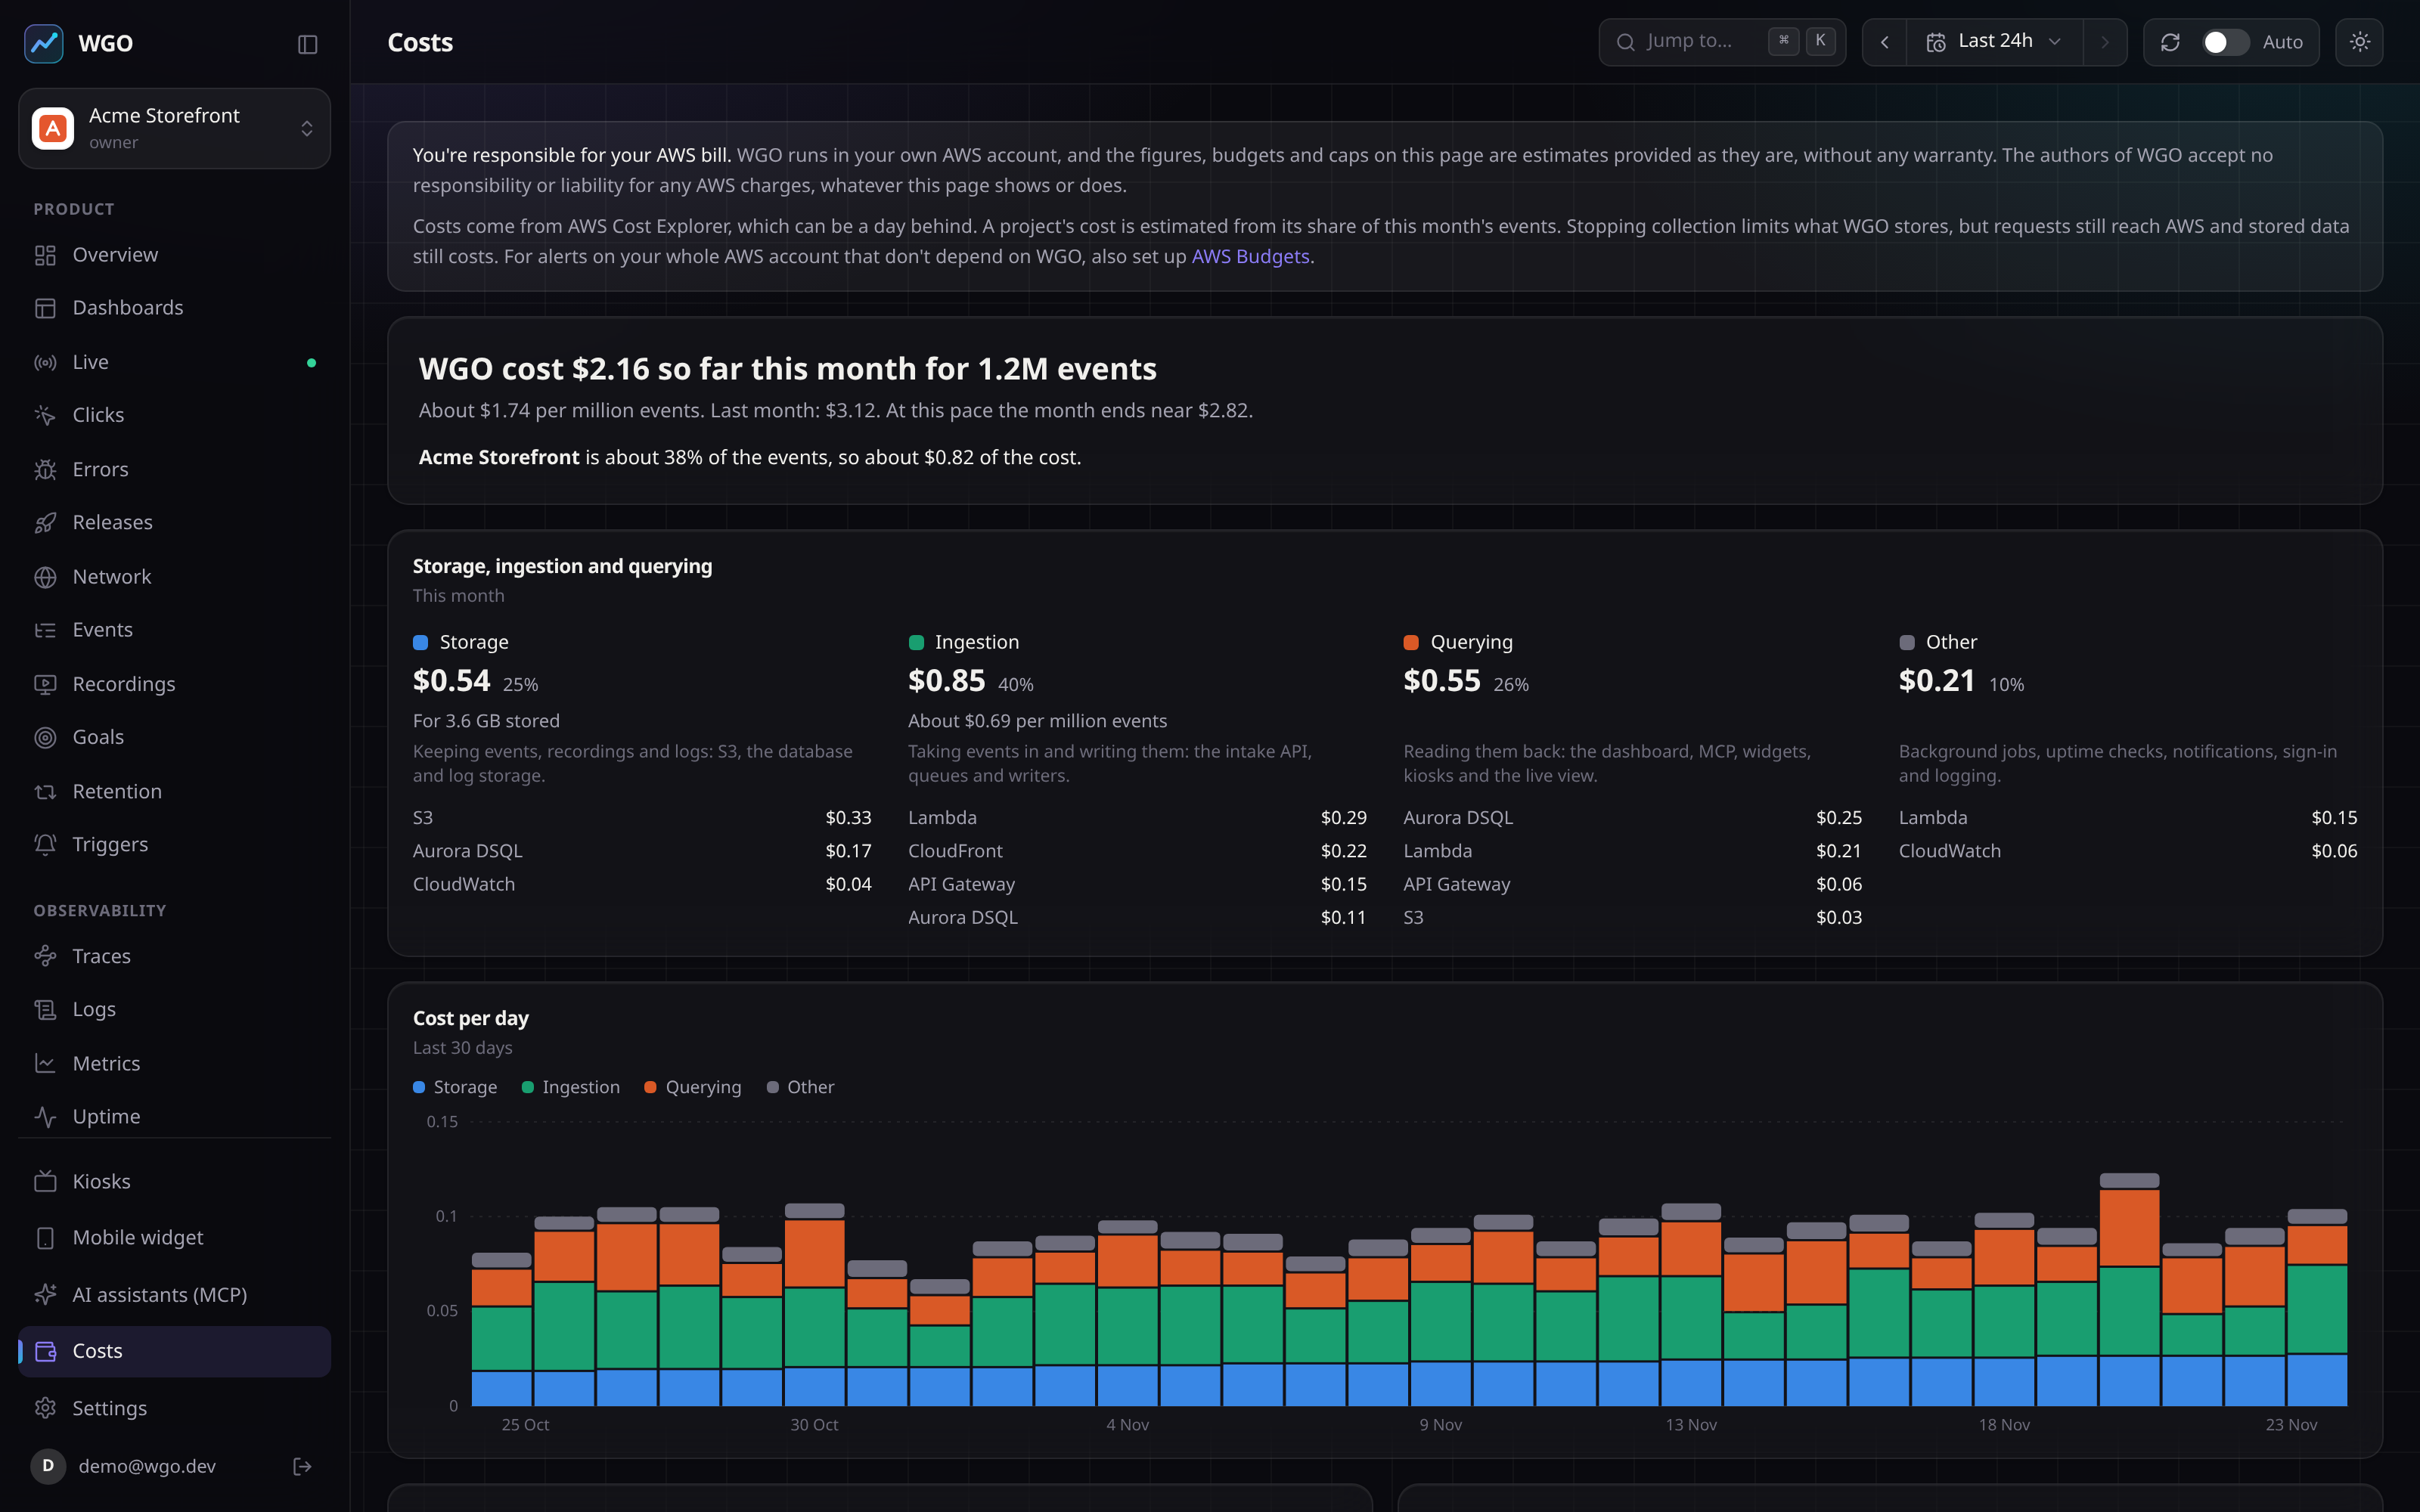 WGO
Acme Storefront
owner
PRODUCT
Overview
Dashboards
Live
Clicks
Errors
Releases
Network
Events
Recordings
Goals
Retention
Triggers
OBSERVABILITY
Traces
Logs
Metrics
Uptime
Kiosks
Mobile widget
AI assistants (MCP)
Costs
Settings
D demo@wgo.dev
Costs
Jump to... ⌘ K
Last 24h
Auto
You're responsible for your AWS bill. WGO runs in your own AWS account, and the figures, budgets and caps on this page are estimates provided as they are, without any warranty. The authors of WGO accept no
responsibility or liability for any AWS charges, whatever this page shows or does.
Costs come from AWS Cost Explorer, which can be a day behind. A project's cost is estimated from its share of this month's events. Stopping collection limits what WGO stores, but requests still reach AWS and stored data
still costs. For alerts on your whole AWS account that don't depend on WGO, also set up AWS Budgets.
WGO cost $2.16 so far this month for 1.2M events
About $1.74 per million events. Last month: $3.12. At this pace the month ends near $2.82.
Acme Storefront is about 38% of the events, so about $0.82 of the cost.
Storage, ingestion and querying
This month
Storage
$0.54 25%
For 3.6 GB stored
Keeping events, recordings and logs: S3, the database
and log storage.
S3 $0.33
Aurora DSQL $0.17
CloudWatch $0.04
Ingestion
$0.85 40%
About $0.69 per million events
Taking events in and writing them: the intake API,
queues and writers.
Lambda $0.29
CloudFront $0.22
API Gateway $0.15
Aurora DSQL $0.11
Querying
$0.55 26%
Reading them back: the dashboard, MCP, widgets,
kiosks and the live view.
Aurora DSQL $0.25
Lambda $0.21
API Gateway $0.06
S3 $0.03
Other
$0.21 10%
Background jobs, uptime checks, notifications, sign-in
and logging.
Lambda $0.15
CloudWatch $0.06
Cost per day
Last 30 days
Storage Ingestion Querying Other
0.15
0.1
0.05
0
25 Oct 30 Oct 4 Nov 9 Nov 13 Nov 18 Nov 23 Nov